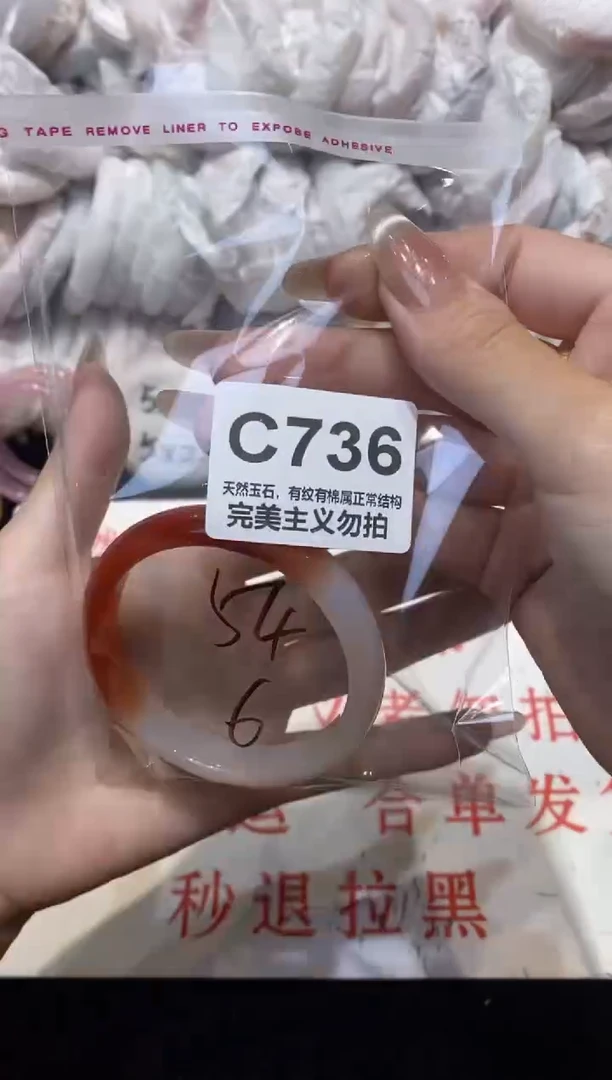 G TAPE REMOVE LINER TO EXPOSE ADHESIVE
C736
天然玉石，有纹有棉属正常结构
完美主义勿拍
54
6
拍
合单发
秒退拉黑